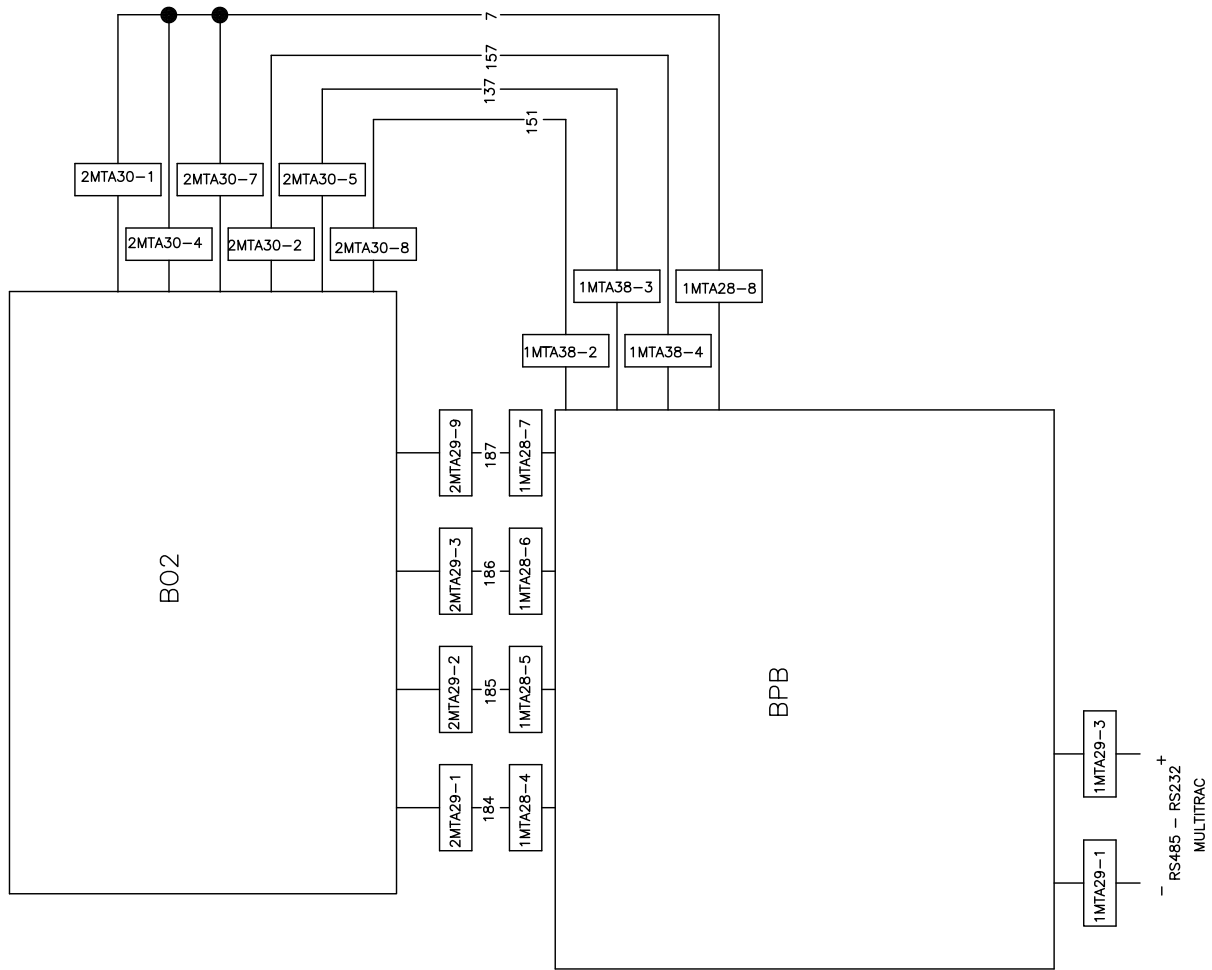 7
157
137
151
2MTA30-1
2MTA30-7
2MTA30-5
2MTA30-4
2MTA30-2
2MTA30-8
1MTA38-3
1MTA28-8
1MTA38-2
1MTA38-4
2MTA29-9
187
1MTA28-7
2MTA29-3
186
1MTA28-6
2MTA29-2
185
1MTA28-5
2MTA29-1
184
1MTA28-4
BO2
BPB
1MTA29-3
1MTA29-1
- +
RS485 - RS232
MULTITRAC